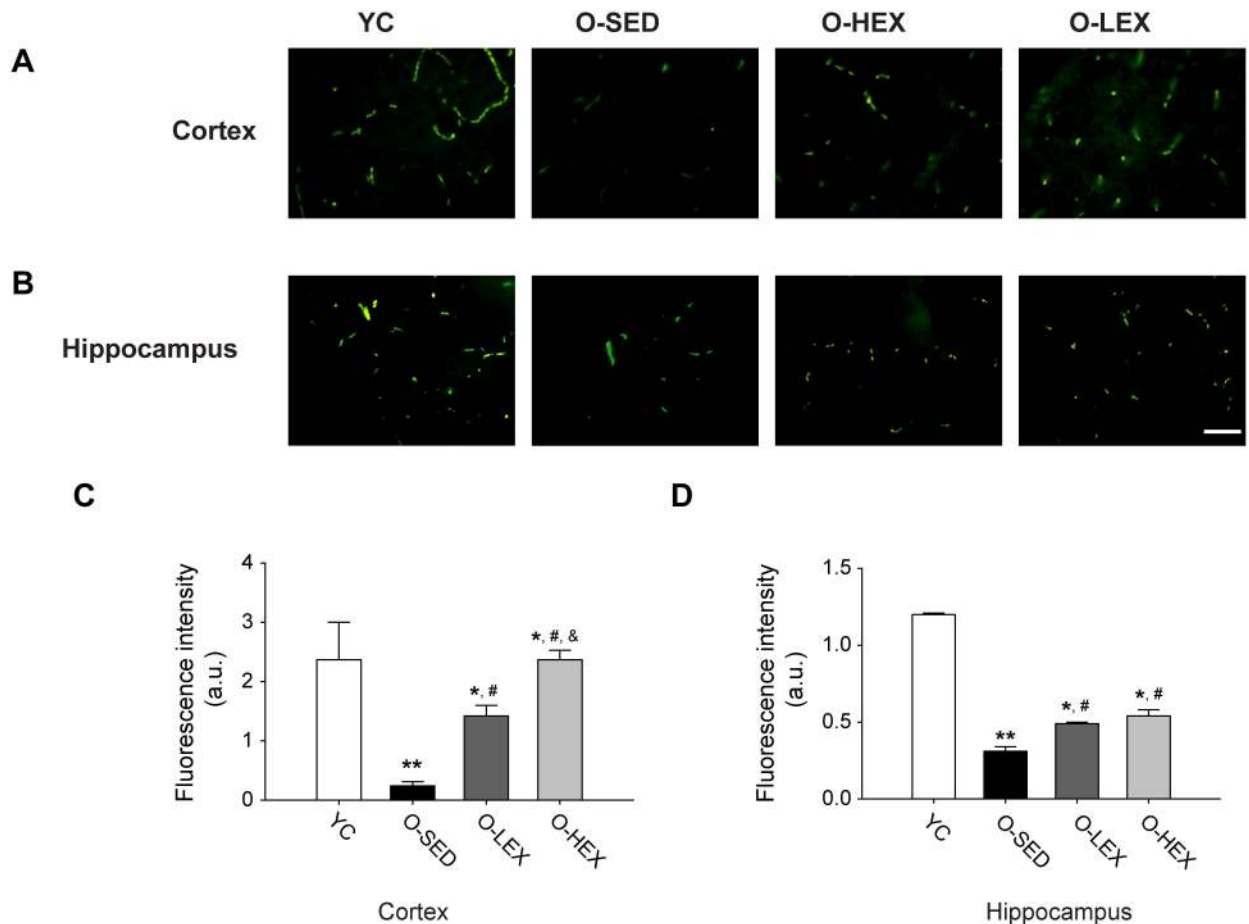 YC O-SED O-HEX O-LEX
A
Cortex
B
Hippocampus
C
D
Fluorescence intensity
(a.u.)
4
3
2
1
0
**
*, #
*, #, &
YC
O-SED
O-LEX
O-HEX
Cortex
Fluorescence intensity
(a.u.)
1.5
1.0
0.5
0.0
**
*, #
*, #
YC
O-SED
O-LEX
O-HEX
Hippocampus